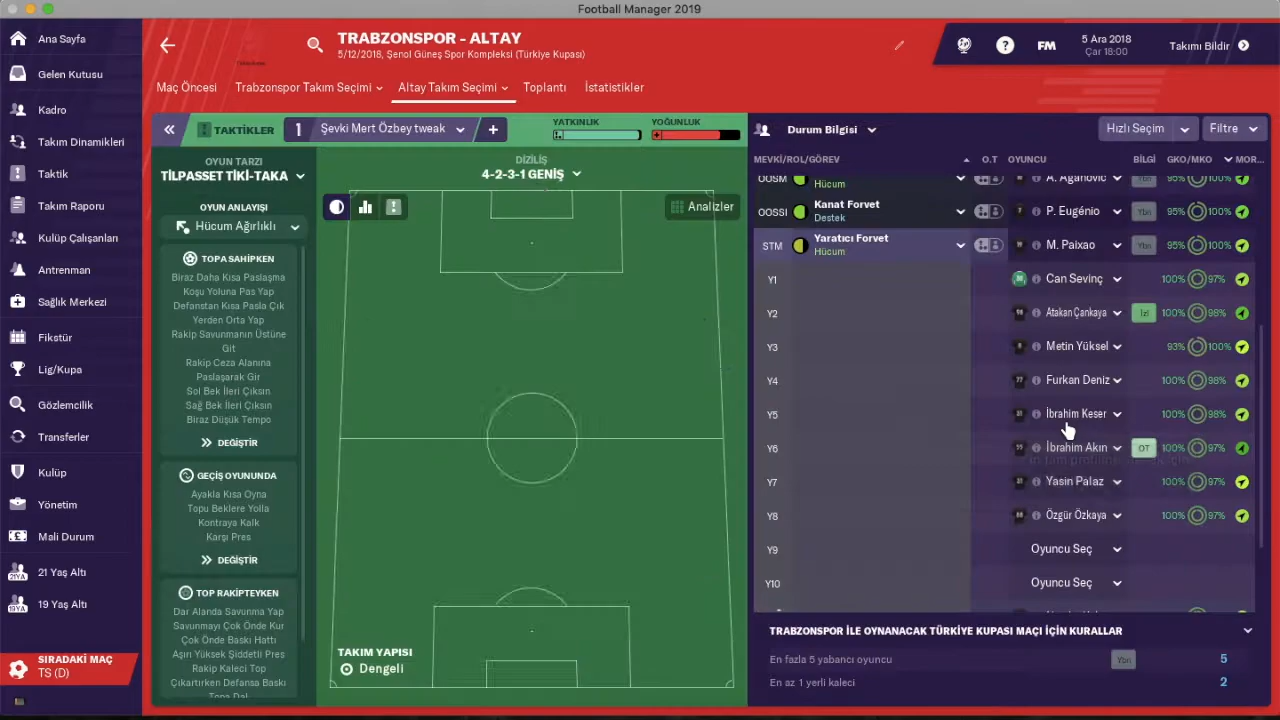 Football Manager 2019
Ana Sayfa
Gelen Kutusu
Kadro
Takım Dinamikleri
Taktik
Takım Raporu
Kulüp Çalışanları
Antrenman
Sağlık Merkezi
Fikstür
Lig/Kupa
Gözlemcilik
Transferler
Kulüp
Yönetim
Mali Durum
21YA 21 Yaş Altı
19YA 19 Yaş Altı
SIRADAKİ MAÇ
TS (D)
TRABZONSPOR - ALTAY
5/12/2018, Şenol Güneş Spor Kompleksi (Türkiye Kupası)
? FM
5 Ara 2018
Çar 18:00
Takımı Bildir
Maç Öncesi
Trabzonspor Takım Seçimi
Altay Takım Seçimi
Toplantı
İstatistikler
TAKTİKLER
1 Şevki Mert Özbey tweak
YATKINLIK
YOĞUNLUK
OYUN TARZI
TİLPASSET TİKİ-TAKA
OYUN ANLAYIŞI
Hücum Ağırlıklı
TOPA SAHİPKEN
Biraz Daha Kısa Paslaşma
Koşu Yoluna Pas Yap
Defanstan Kısa Pasla Çık
Yerden Orta Yap
Rakip Savunmanın Üstüne
Git
Rakip Ceza Alanına
Paslaşarak Gir
Sol Bek İleri Çıksın
Sağ Bek İleri Çıksın
Biraz Düşük Tempo
DEĞİŞTİR
GEÇİŞ OYUNUNDA
Ayakla Kısa Oyna
Topu Beklere Yolla
Kontraya Kalk
Karşı Pres
DEĞİŞTİR
TOP RAKİPTEYKEN
Dar Alanda Savunma Yap
Savunmayı Çok Önde Kur
Çok Önde Baskı Hattı
Aşırı Yüksek Şiddetli Pres
Rakip Kaleci Top
Çıkartırken Defansa Baskı
DİZİLİŞ
4-2-3-1 GENİŞ
Analizler
TAKIM YAPISI
Dengeli
Durum Bilgisi
Hızlı Seçim
Filtre
MEVKİ/ROL/GÖREV O.T OYUNCU BİLGİ GKO/MKO MOR...
OOSM Hücum A. Aganovic Ybn 95% 100%
OOSSI Kanat Forvet Destek P. Eugénio Ybn 95% 100%
STM Yaratıcı Forvet Hücum M. Paixao Ybn 95% 100%
Y1 Can Sevinç 100% 97%
Y2 Atakan Çankaya İzl 100% 98%
Y3 Metin Yüksel 93% 100%
Y4 Furkan Deniz 100% 98%
Y5 İbrahim Keser 100% 98%
Y6 İbrahim Akın OT 100% 97%
Y7 Yasin Palaz 100% 97%
Y8 Özgür Özkaya 100% 97%
Y9 Oyuncu Seç
Y10 Oyuncu Seç
TRABZONSPOR İLE OYNANACAK TÜRKİYE KUPASI MAÇI İÇİN KURALLAR
En fazla 5 yabancı oyuncu Ybn 5
En az 1 yerli kaleci 2